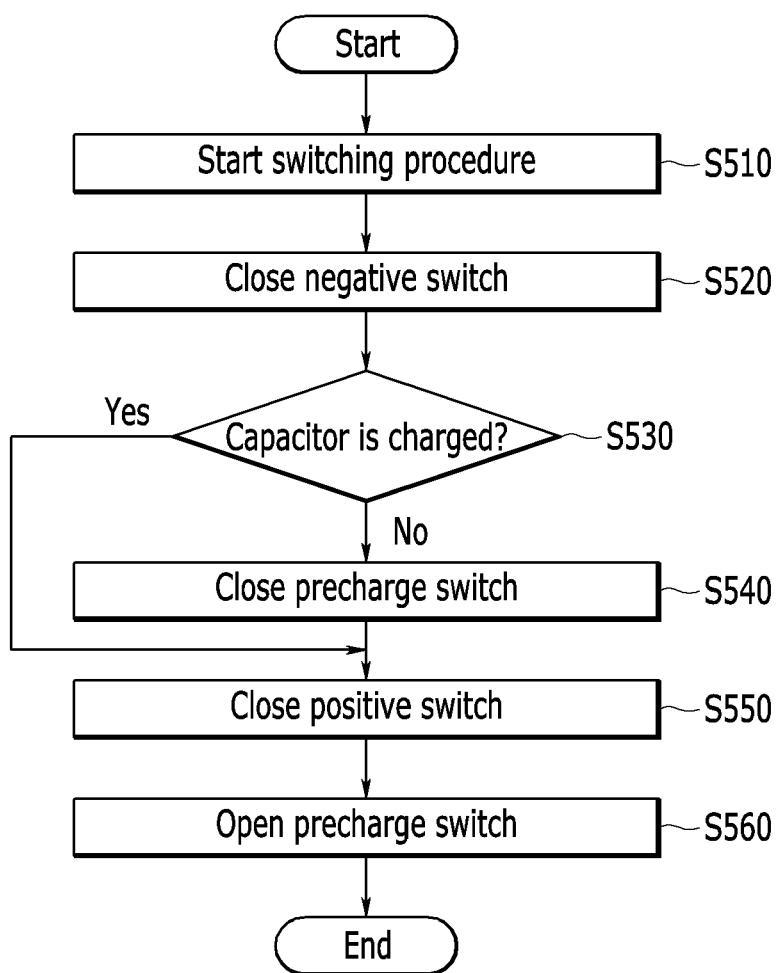 Start
Start switching procedure
S510
Close negative switch
S520
Yes
Capacitor is charged?
S530
No
Close precharge switch
S540
Close positive switch
S550
Open precharge switch
S560
End